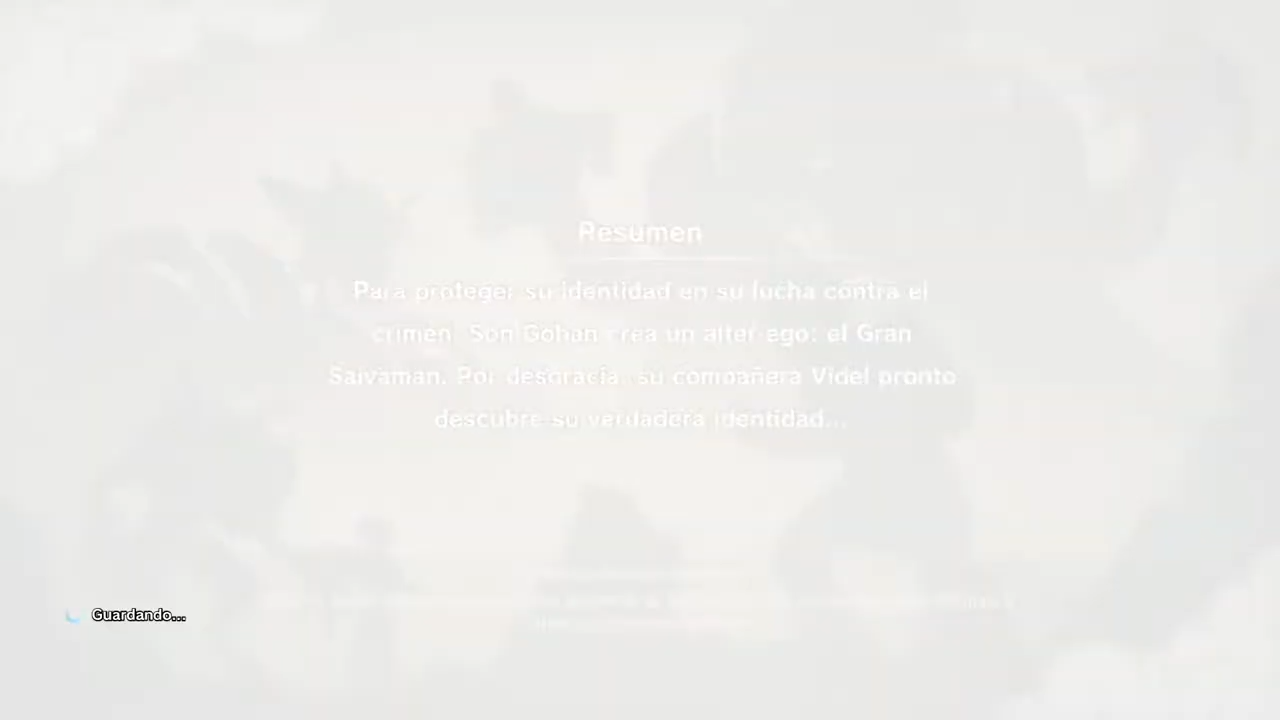 Resumen
Para proteger su identidad en su lucha contra el
crimen, Son Gohan crea un alter ego: el Gran
Saiyaman. Por desgracia, su compañera Videl pronto
descubre su verdadera identidad...
Guardando...